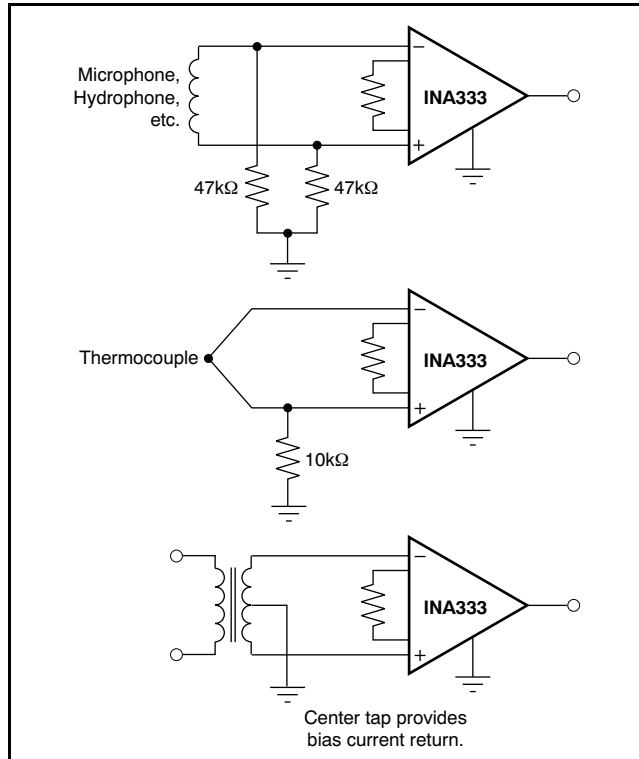 Microphone,
Hydrophone,
etc.
−
INA333
+
47kΩ 47kΩ
Thermocouple
−
INA333
+
10kΩ
−
INA333
+
Center tap provides
bias current return.